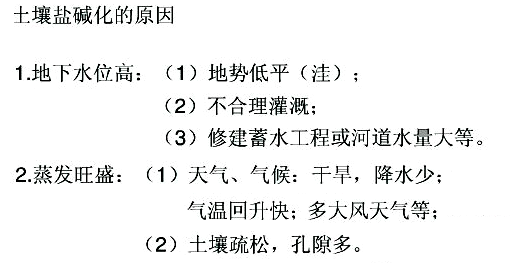 土壤盐碱化的原因
1.地下水位高：（1）地势低平（洼）；
（2）不合理灌溉；
（3）修建蓄水工程或河道水量大等。
2.蒸发旺盛：（1）天气、气候：干旱，降水少；
气温回升快；多大风天气等；
（2）土壤疏松，孔隙多。